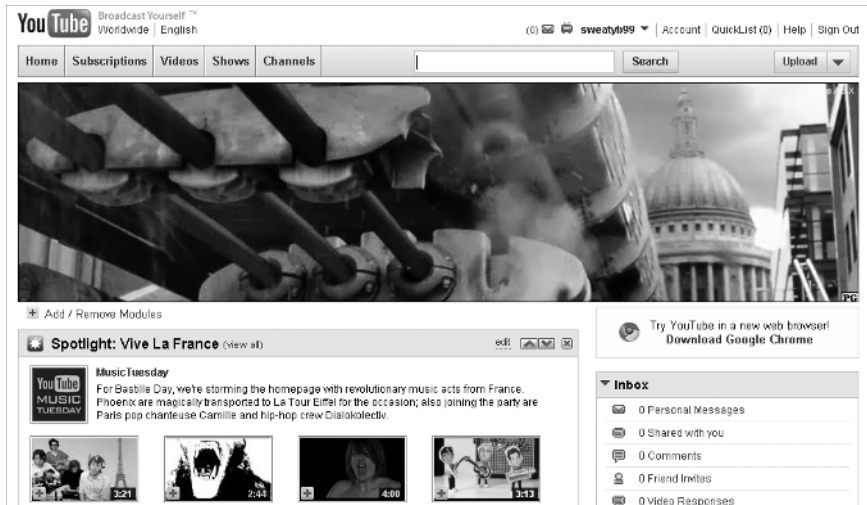 You Tube Broadcast Yourself ™
Worldwide | English
(0) sweatyb99 ▼ | Account | QuickList (0) | Help | Sign Out
Home Subscriptions Videos Shows Channels Search Upload
PG
Add / Remove Modules
Try YouTube in a new web browser!
Download Google Chrome
Spotlight: Vive La France (view all) edit
You Tube
MUSIC
TUESDAY
MusicTuesday
For Bastille Day, we're storming the homepage with revolutionary music acts from France.
Phoenix are magically transported to La Tour Eiffel for the occasion; also joining the party are
Paris pop chanteuse Camille and hip-hop crew Dialokolectiv.
3:21 2:44 4:00 3:13
Inbox
0 Personal Messages
0 Shared with you
0 Comments
0 Friend Invites
0 Video Responses